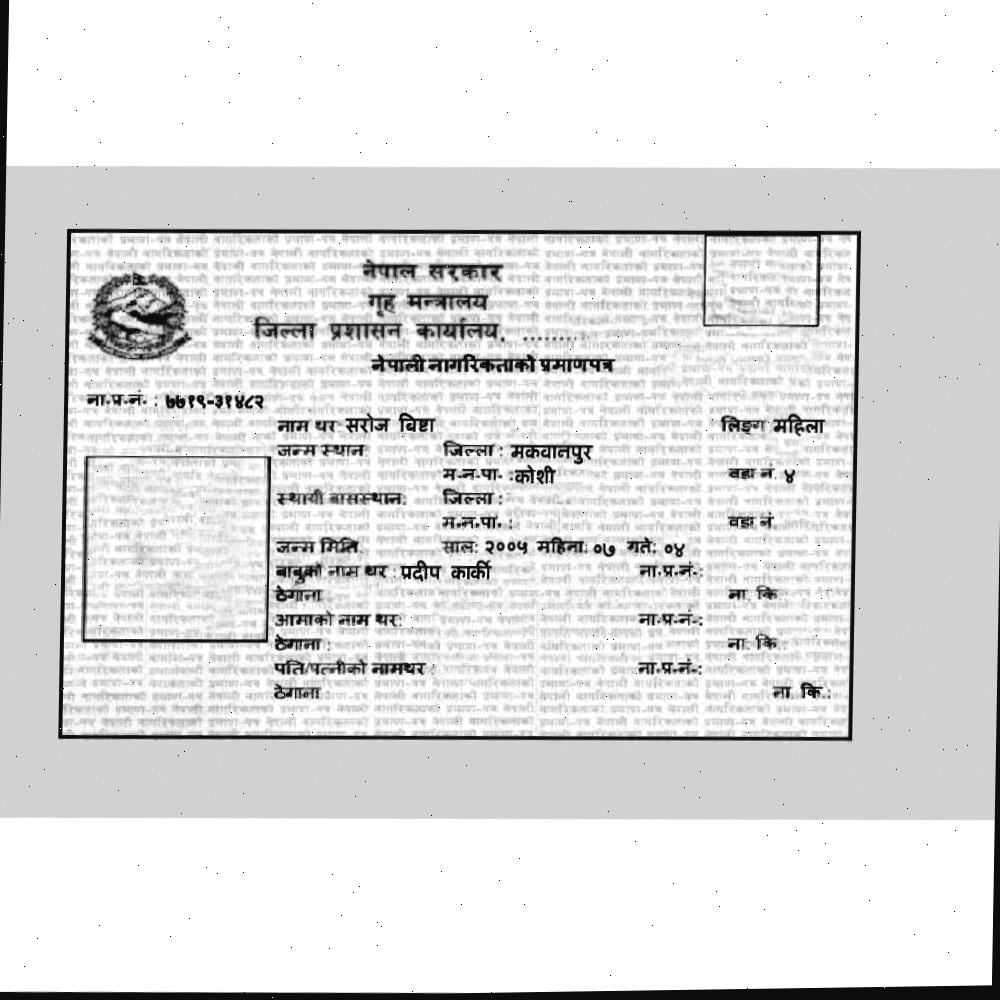 नेपाल सरकार
गृह मन्त्रालय
जिल्ला प्रशासन कार्यालय, ........
नेपाली नागरिकताको प्रमाणपत्र
ना.प्र.नं. : ७७१९-३१४८२
नाम थर: सरोज बिष्टा लिङ्ग महिला
जन्म स्थान: जिल्ला : मकवानपुर
म.न.पा. : कोशी वडा नं. ४
स्थायी बासस्थान: जिल्ला :
म.न.पा. : वडा नं.
जन्म मिति: साल: २००५ महिना: ०७ गते: ०४
बाबुको नाम थर : प्रदीप कार्की ना.प्र.नं.:
ठेगाना: ना. कि.:
आमाको नाम थर: ना.प्र.नं.:
ठेगाना : ना. कि.:
पति/पत्नीको नामथर : ना.प्र.नं.:
ठेगाना : ना. कि.: